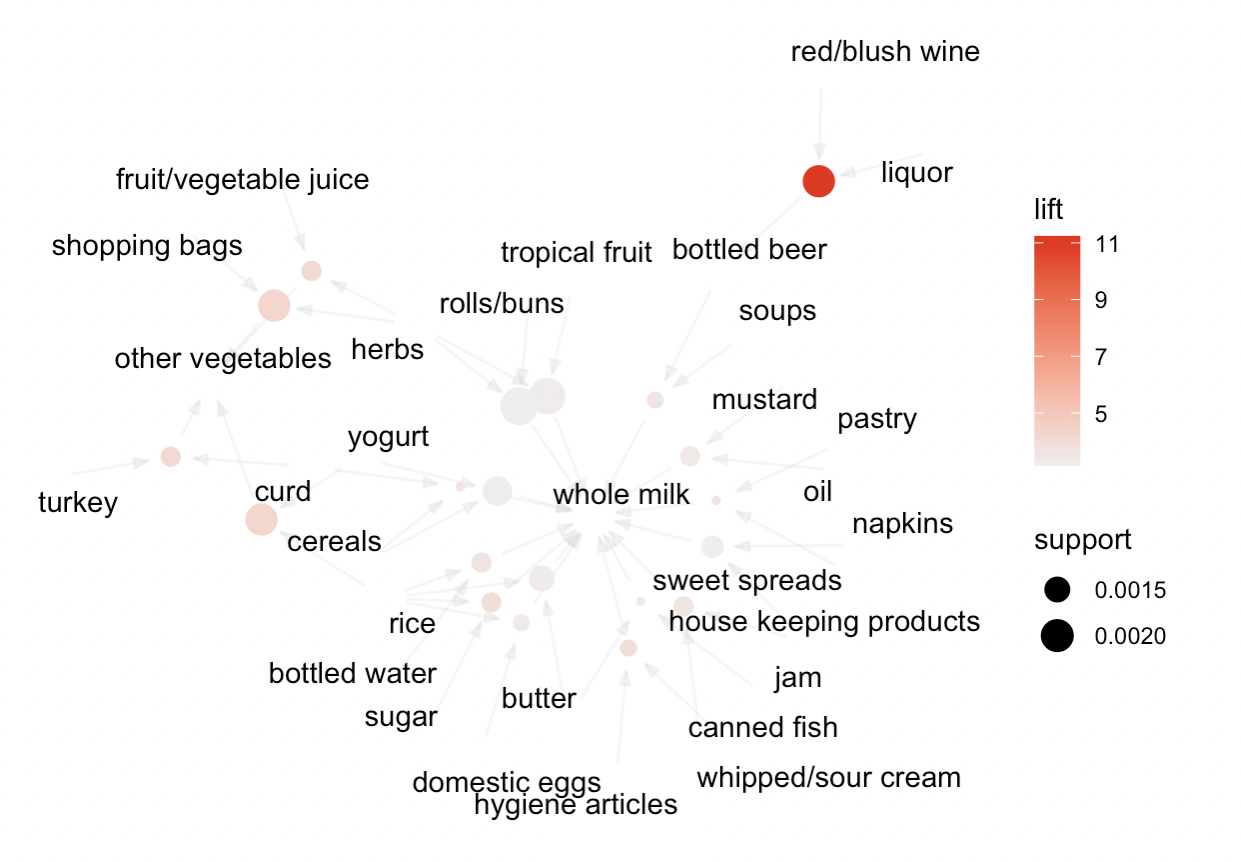 red/blush wine
liquor
fruit/vegetable juice
lift
shopping bags
tropical fruit
bottled beer
11
rolls/buns
soups
9
other vegetables
herbs
7
mustard
pastry
5
yogurt
turkey
curd
whole milk
oil
napkins
cereals
support
sweet spreads
0.0015
rice
house keeping products
0.0020
bottled water
jam
sugar
butter
canned fish
domestic eggs
whipped/sour cream
hygiene articles